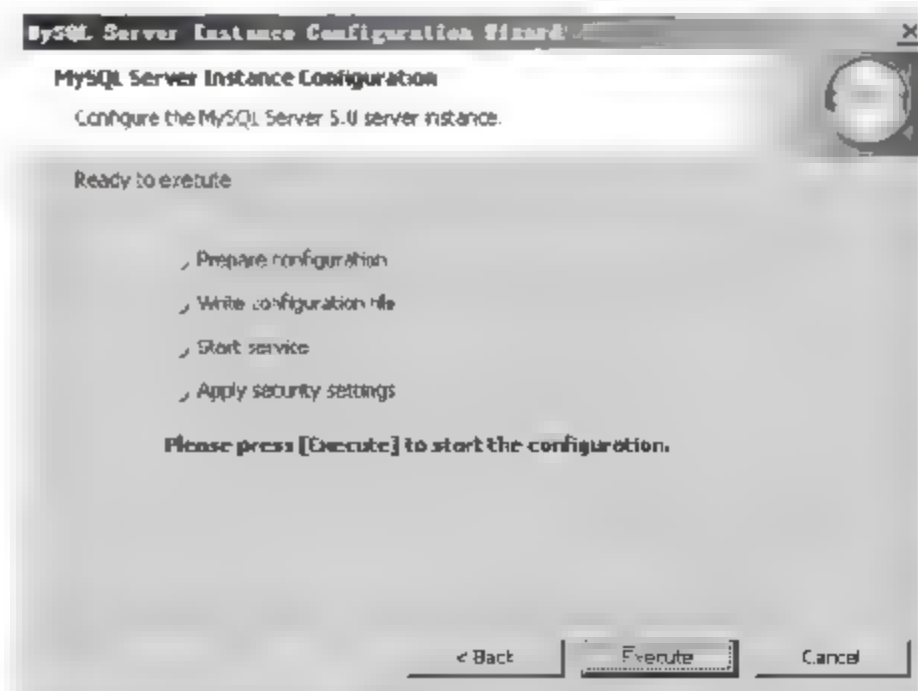 MySQL Server Instance Configuration Wizard
MySQL Server Instance Configuration
Configure the MySQL Server 5.0 server instance.
Ready to execute
Prepare configuration
Write configuration file
Start service
Apply security settings
Please press [Execute] to start the configuration.
< Back
Execute
Cancel